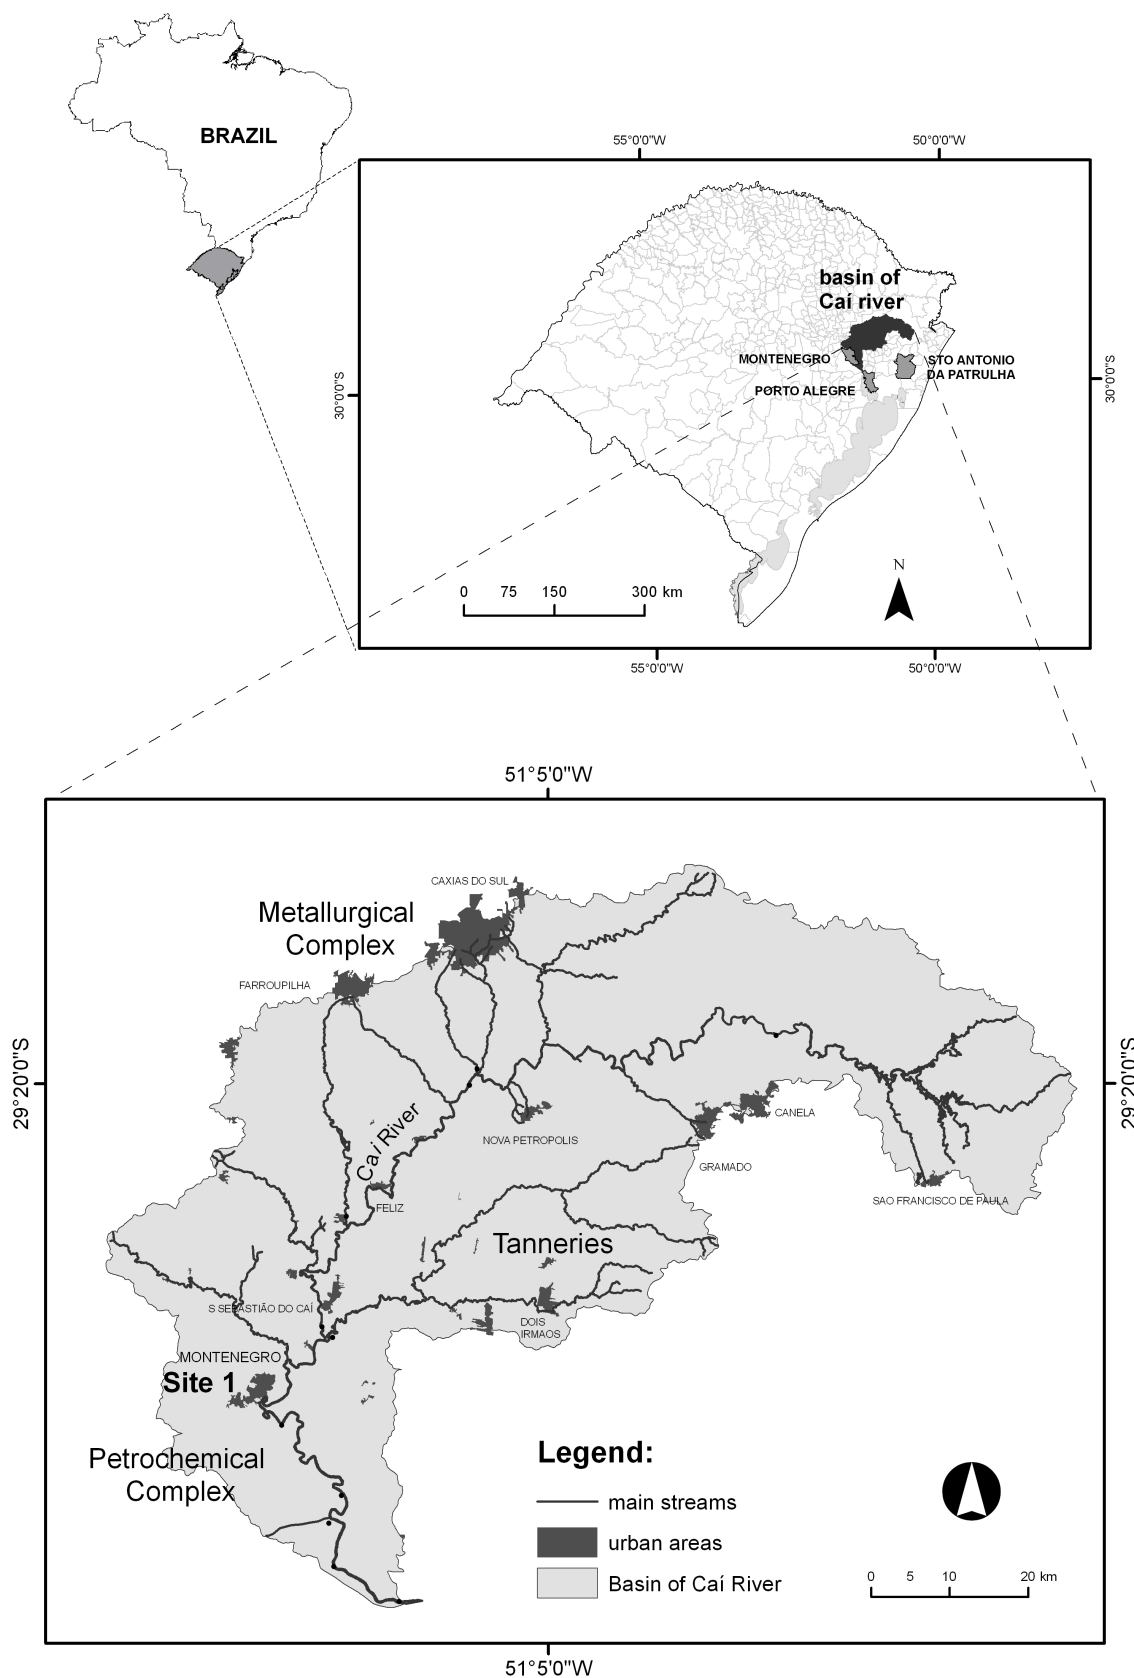 BRAZIL
55°0'0"W
50°0'0"W
basin of
Caí river
MONTENEGRO
STO ANTONIO
DA PATRULHA
PORTO ALEGRE
30°0'0"S
30°0'0"S
N
0 75 150 300 km
55°0'0"W
50°0'0"W
51°5'0"W
CAXIAS DO SUL
Metallurgical
Complex
FARROUPILHA
29°20'0"S
29°20'0"S
Caí River
CANELA
NOVA PETROPOLIS
GRAMADO
SAO FRANCISCO DE PAULA
FELIZ
Tanneries
S SEBASTIÃO DO CAÍ
DOIS
IRMAOS
MONTENEGRO
Site 1
Petrochemical
Complex
Legend:
main streams
urban areas
Basin of Caí River
0 5 10 20 km
51°5'0"W